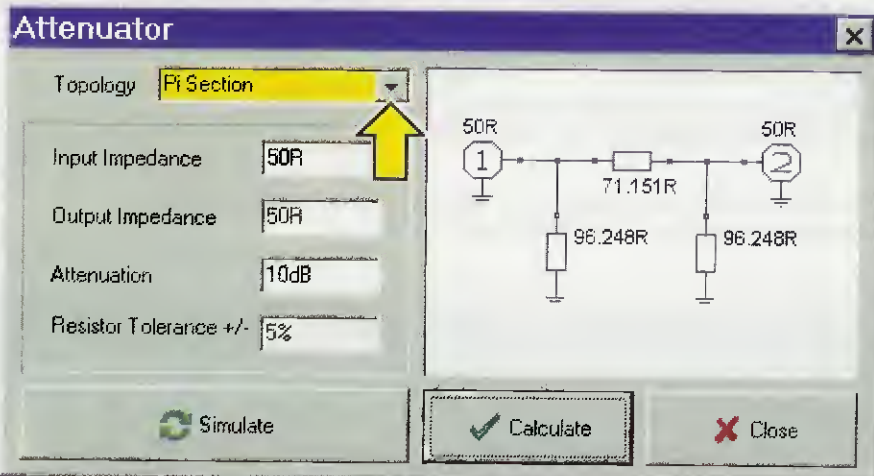 Attenuator
Topology Pi Section
Input Impedance 50R
Output Impedance 50R
Attenuation 10dB
Resistor Tolerance +/- 5%
50R 50R
1 2
71.151R
96.248R 96.248R
Simulate Calculate Close